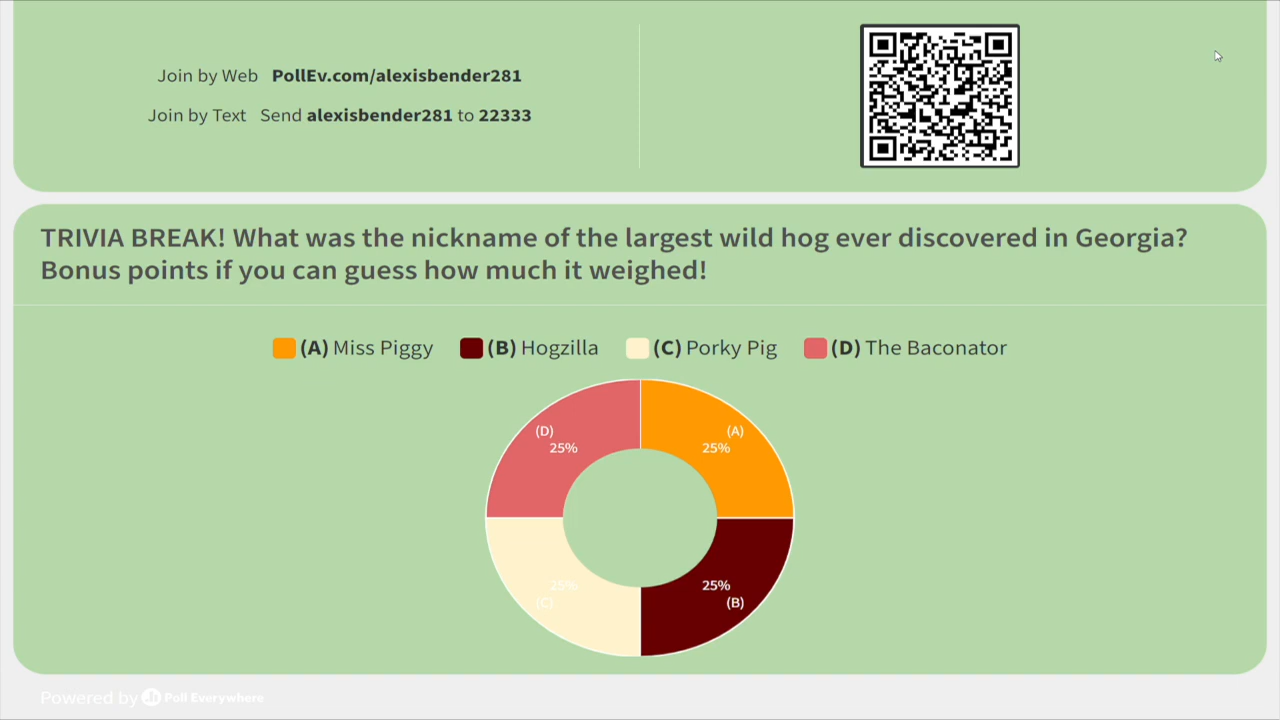 Join by Web PollEv.com/alexisbender281
Join by Text Send alexisbender281 to 22333
TRIVIA BREAK! What was the nickname of the largest wild hog ever discovered in Georgia?
Bonus points if you can guess how much it weighed!
(A) Miss Piggy (B) Hogzilla (C) Porky Pig (D) The Baconator
(D) (A)
25% 25%
25% 25%
(C) (B)
Powered by Poll Everywhere